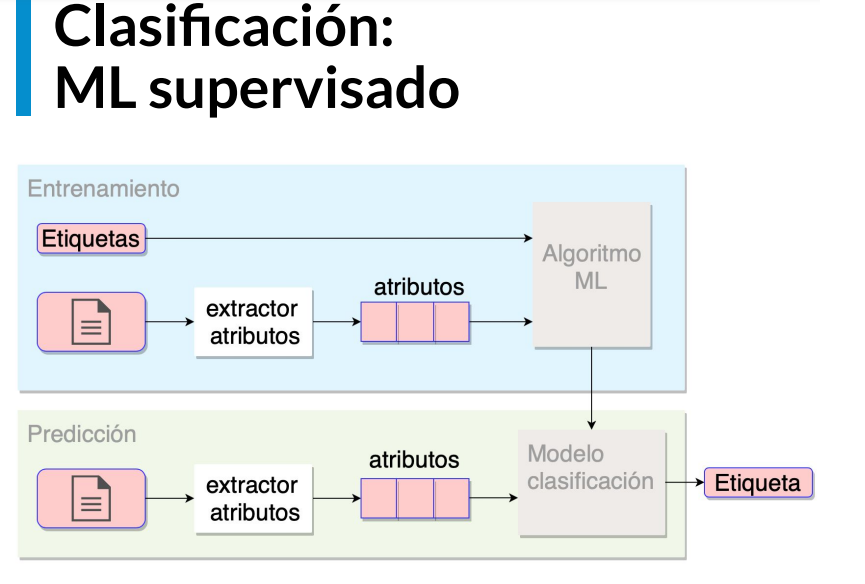 Clasificación:
ML supervisado
Entrenamiento
Etiquetas
Algoritmo
ML
atributos
extractor
atributos
Predicción
atributos
Modelo
clasificación
extractor
atributos
Etiqueta